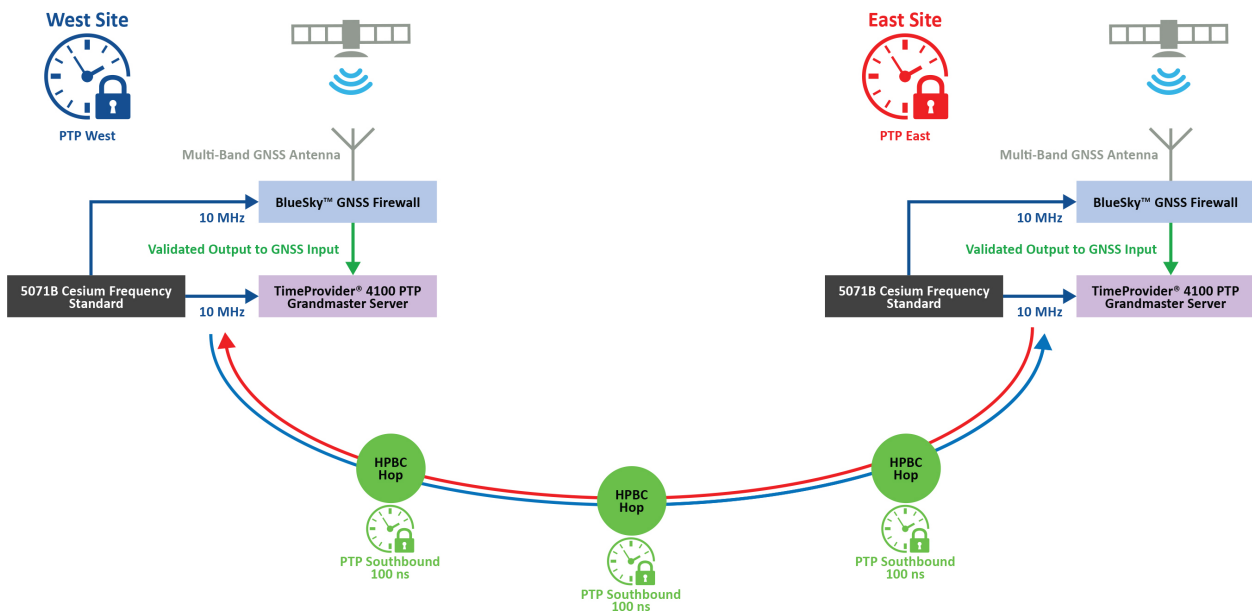 West Site
PTP West
Multi-Band GNSS Antenna
BlueSky™ GNSS Firewall
10 MHz
Validated Output to GNSS Input
5071B Cesium Frequency
Standard
10 MHz
TimeProvider® 4100 PTP
Grandmaster Server
East Site
PTP East
Multi-Band GNSS Antenna
BlueSky™ GNSS Firewall
10 MHz
Validated Output to GNSS Input
5071B Cesium Frequency
Standard
10 MHz
TimeProvider® 4100 PTP
Grandmaster Server
HPBC
Hop
PTP Southbound
100 ns
HPBC
Hop
PTP Southbound
100 ns
HPBC
Hop
PTP Southbound
100 ns